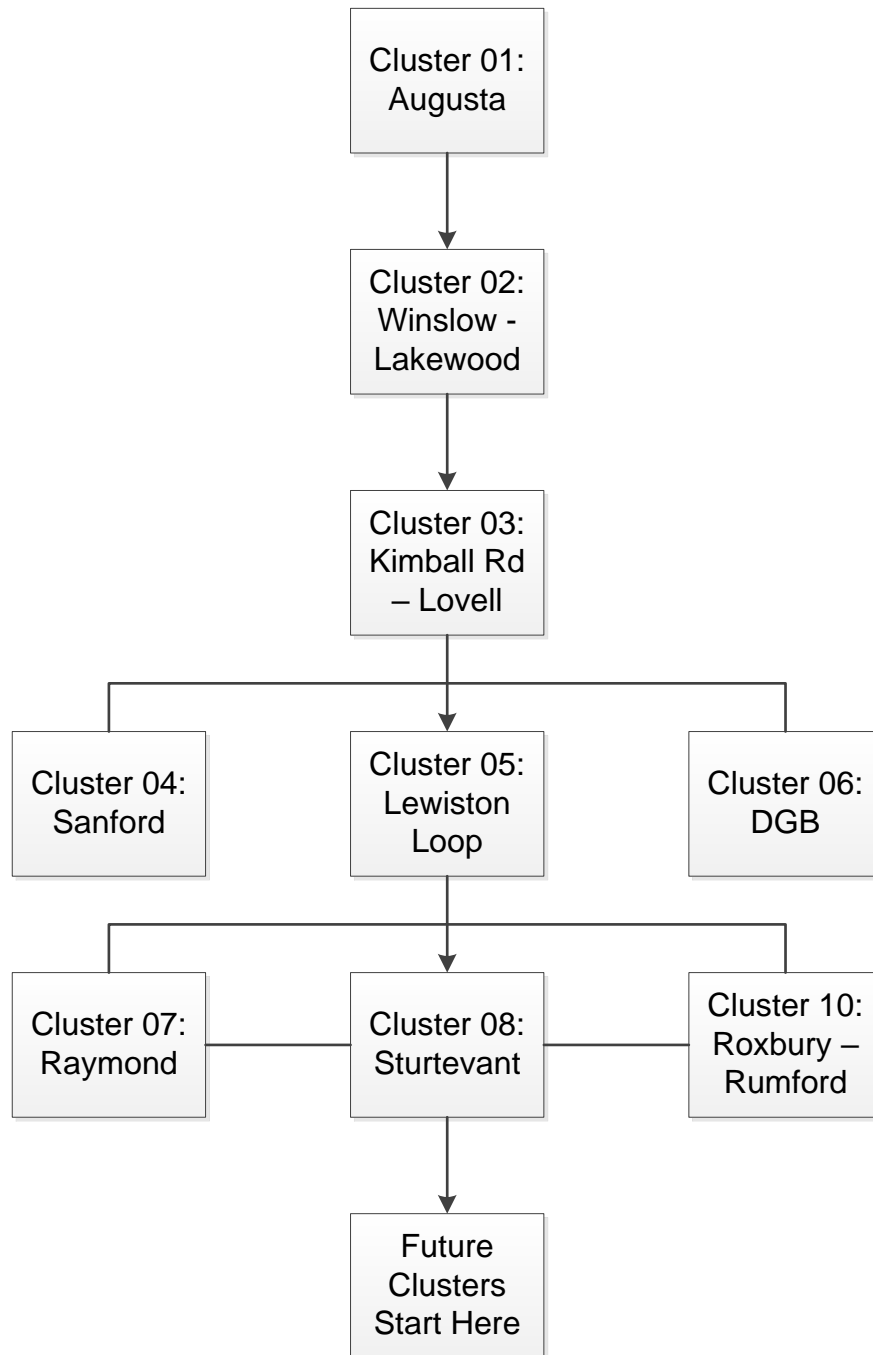 Cluster 01:
Augusta
Cluster 02:
Winslow -
Lakewood
Cluster 03:
Kimball Rd
– Lovell
Cluster 04:
Sanford
Cluster 05:
Lewiston
Loop
Cluster 06:
DGB
Cluster 07:
Raymond
Cluster 08:
Sturtevant
Cluster 10:
Roxbury –
Rumford
Future
Clusters
Start Here